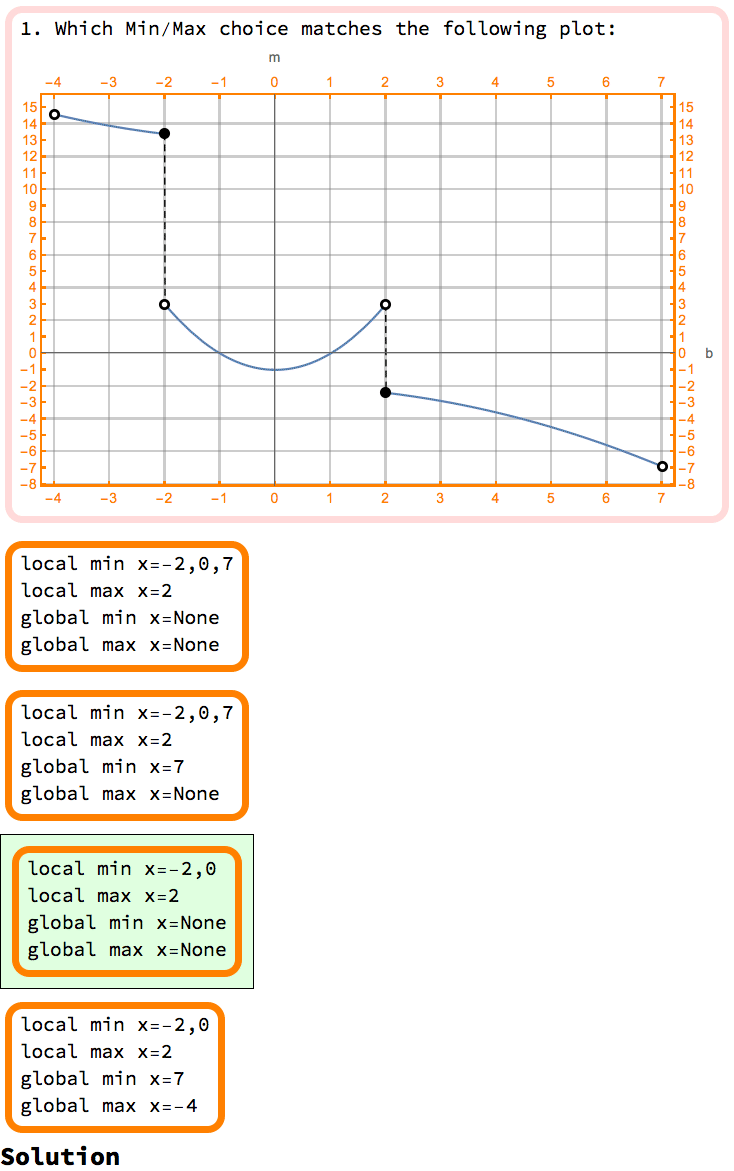 1. Which Min/Max choice matches the following plot:
m
-4 -3 -2 -1 0 1 2 3 4 5 6 7
15 15
14 14
13 13
12 12
11 11
10 10
9 9
8 8
7 7
6 6
5 5
4 4
3 3
2 2
1 1
0 0 b
-1 -1
-2 -2
-3 -3
-4 -4
-5 -5
-6 -6
-7 -7
-8 -8
-4 -3 -2 -1 0 1 2 3 4 5 6 7
local min x=-2,0,7
local max x=2
global min x=None
global max x=None
local min x=-2,0,7
local max x=2
global min x=7
global max x=None
local min x=-2,0
local max x=2
global min x=None
global max x=None
local min x=-2,0
local max x=2
global min x=7
global max x=-4
Solution